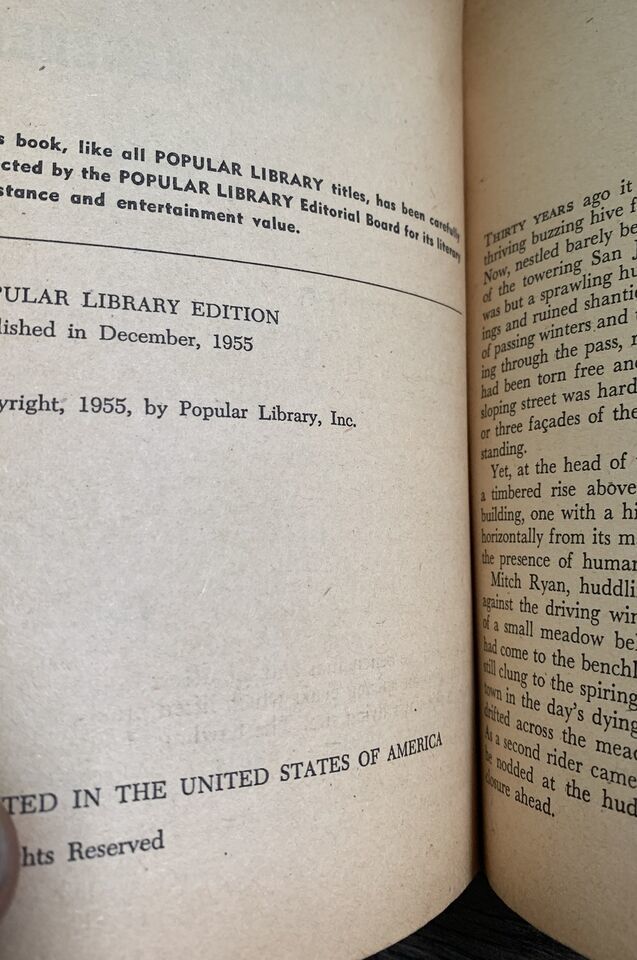 s book, like all POPULAR LIBRARY titles, has been carefully
cted by the POPULAR LIBRARY Editorial Board for its literary
stance and entertainment value.
PULAR LIBRARY EDITION
lished in December, 1955
yright, 1955, by Popular Library, Inc.
TED IN THE UNITED STATES OF AMERICA
hts Reserved
THIRTY YEARS ago it
thriving buzzing hive f
Now, nestled barely be
of the towering San J
was but a sprawling hu
ings and ruined shanti
of passing winters and
ing through the pass, r
had been torn free and
sloping street was hard
or three façades of the
standing.
Yet, at the head of
a timbered rise above
building, one with a hi
horizontally from its m
the presence of human
Mitch Ryan, huddli
against the driving win
of a small meadow bel
had come to the benchl
still clung to the spiring
town in the day's dying
drifted across the mead
As a second rider came
he nodded at the hud
closure ahead.